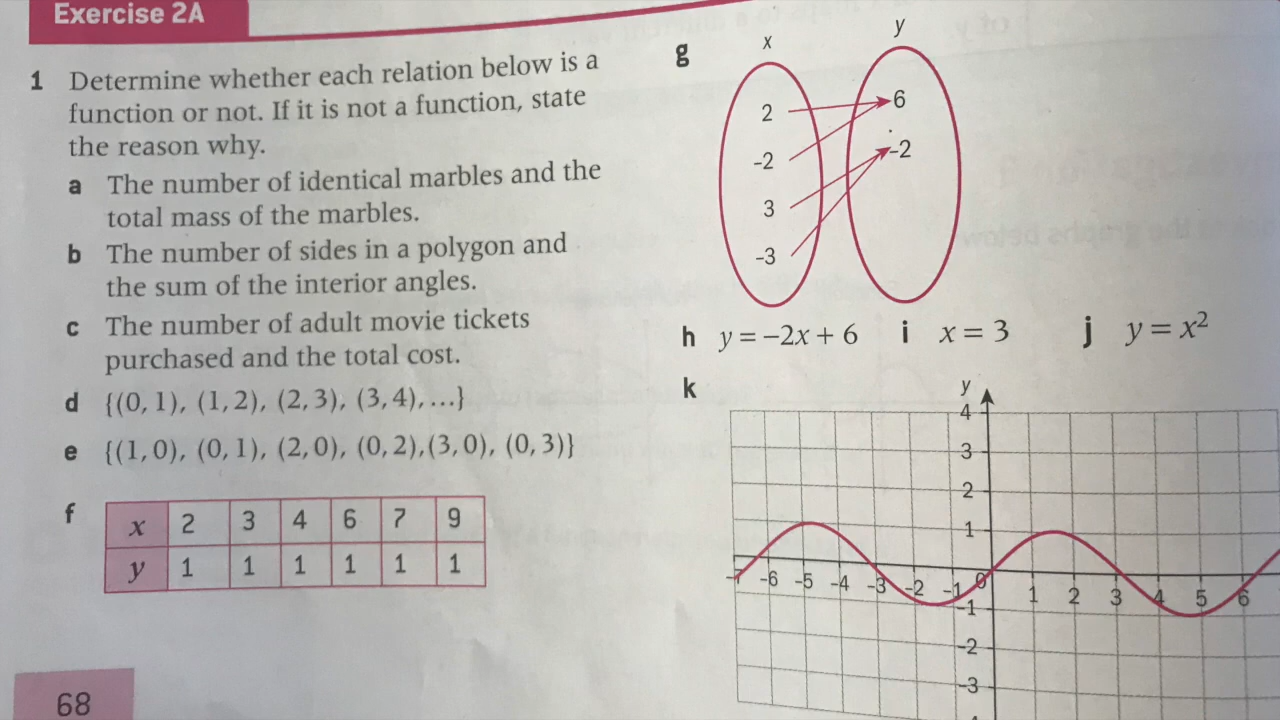 Exercise 2A
1 Determine whether each relation below is a
function or not. If it is not a function, state
the reason why.
a The number of identical marbles and the
total mass of the marbles.
b The number of sides in a polygon and
the sum of the interior angles.
c The number of adult movie tickets
purchased and the total cost.
d {(0, 1), (1, 2), (2, 3), (3, 4), ...}
e {(1, 0), (0, 1), (2, 0), (0, 2), (3, 0), (0, 3)}
f
x 2 3 4 6 7 9
y 1 1 1 1 1 1
68
g
x y
2 6
-2 -2
3
-3
h y = -2x + 6 i x = 3 j y = x²
k
y
4
3
2
1
-6 -5 -4 -3 -2 -1 0 1 2 3 4 5 6
-1
-2
-3